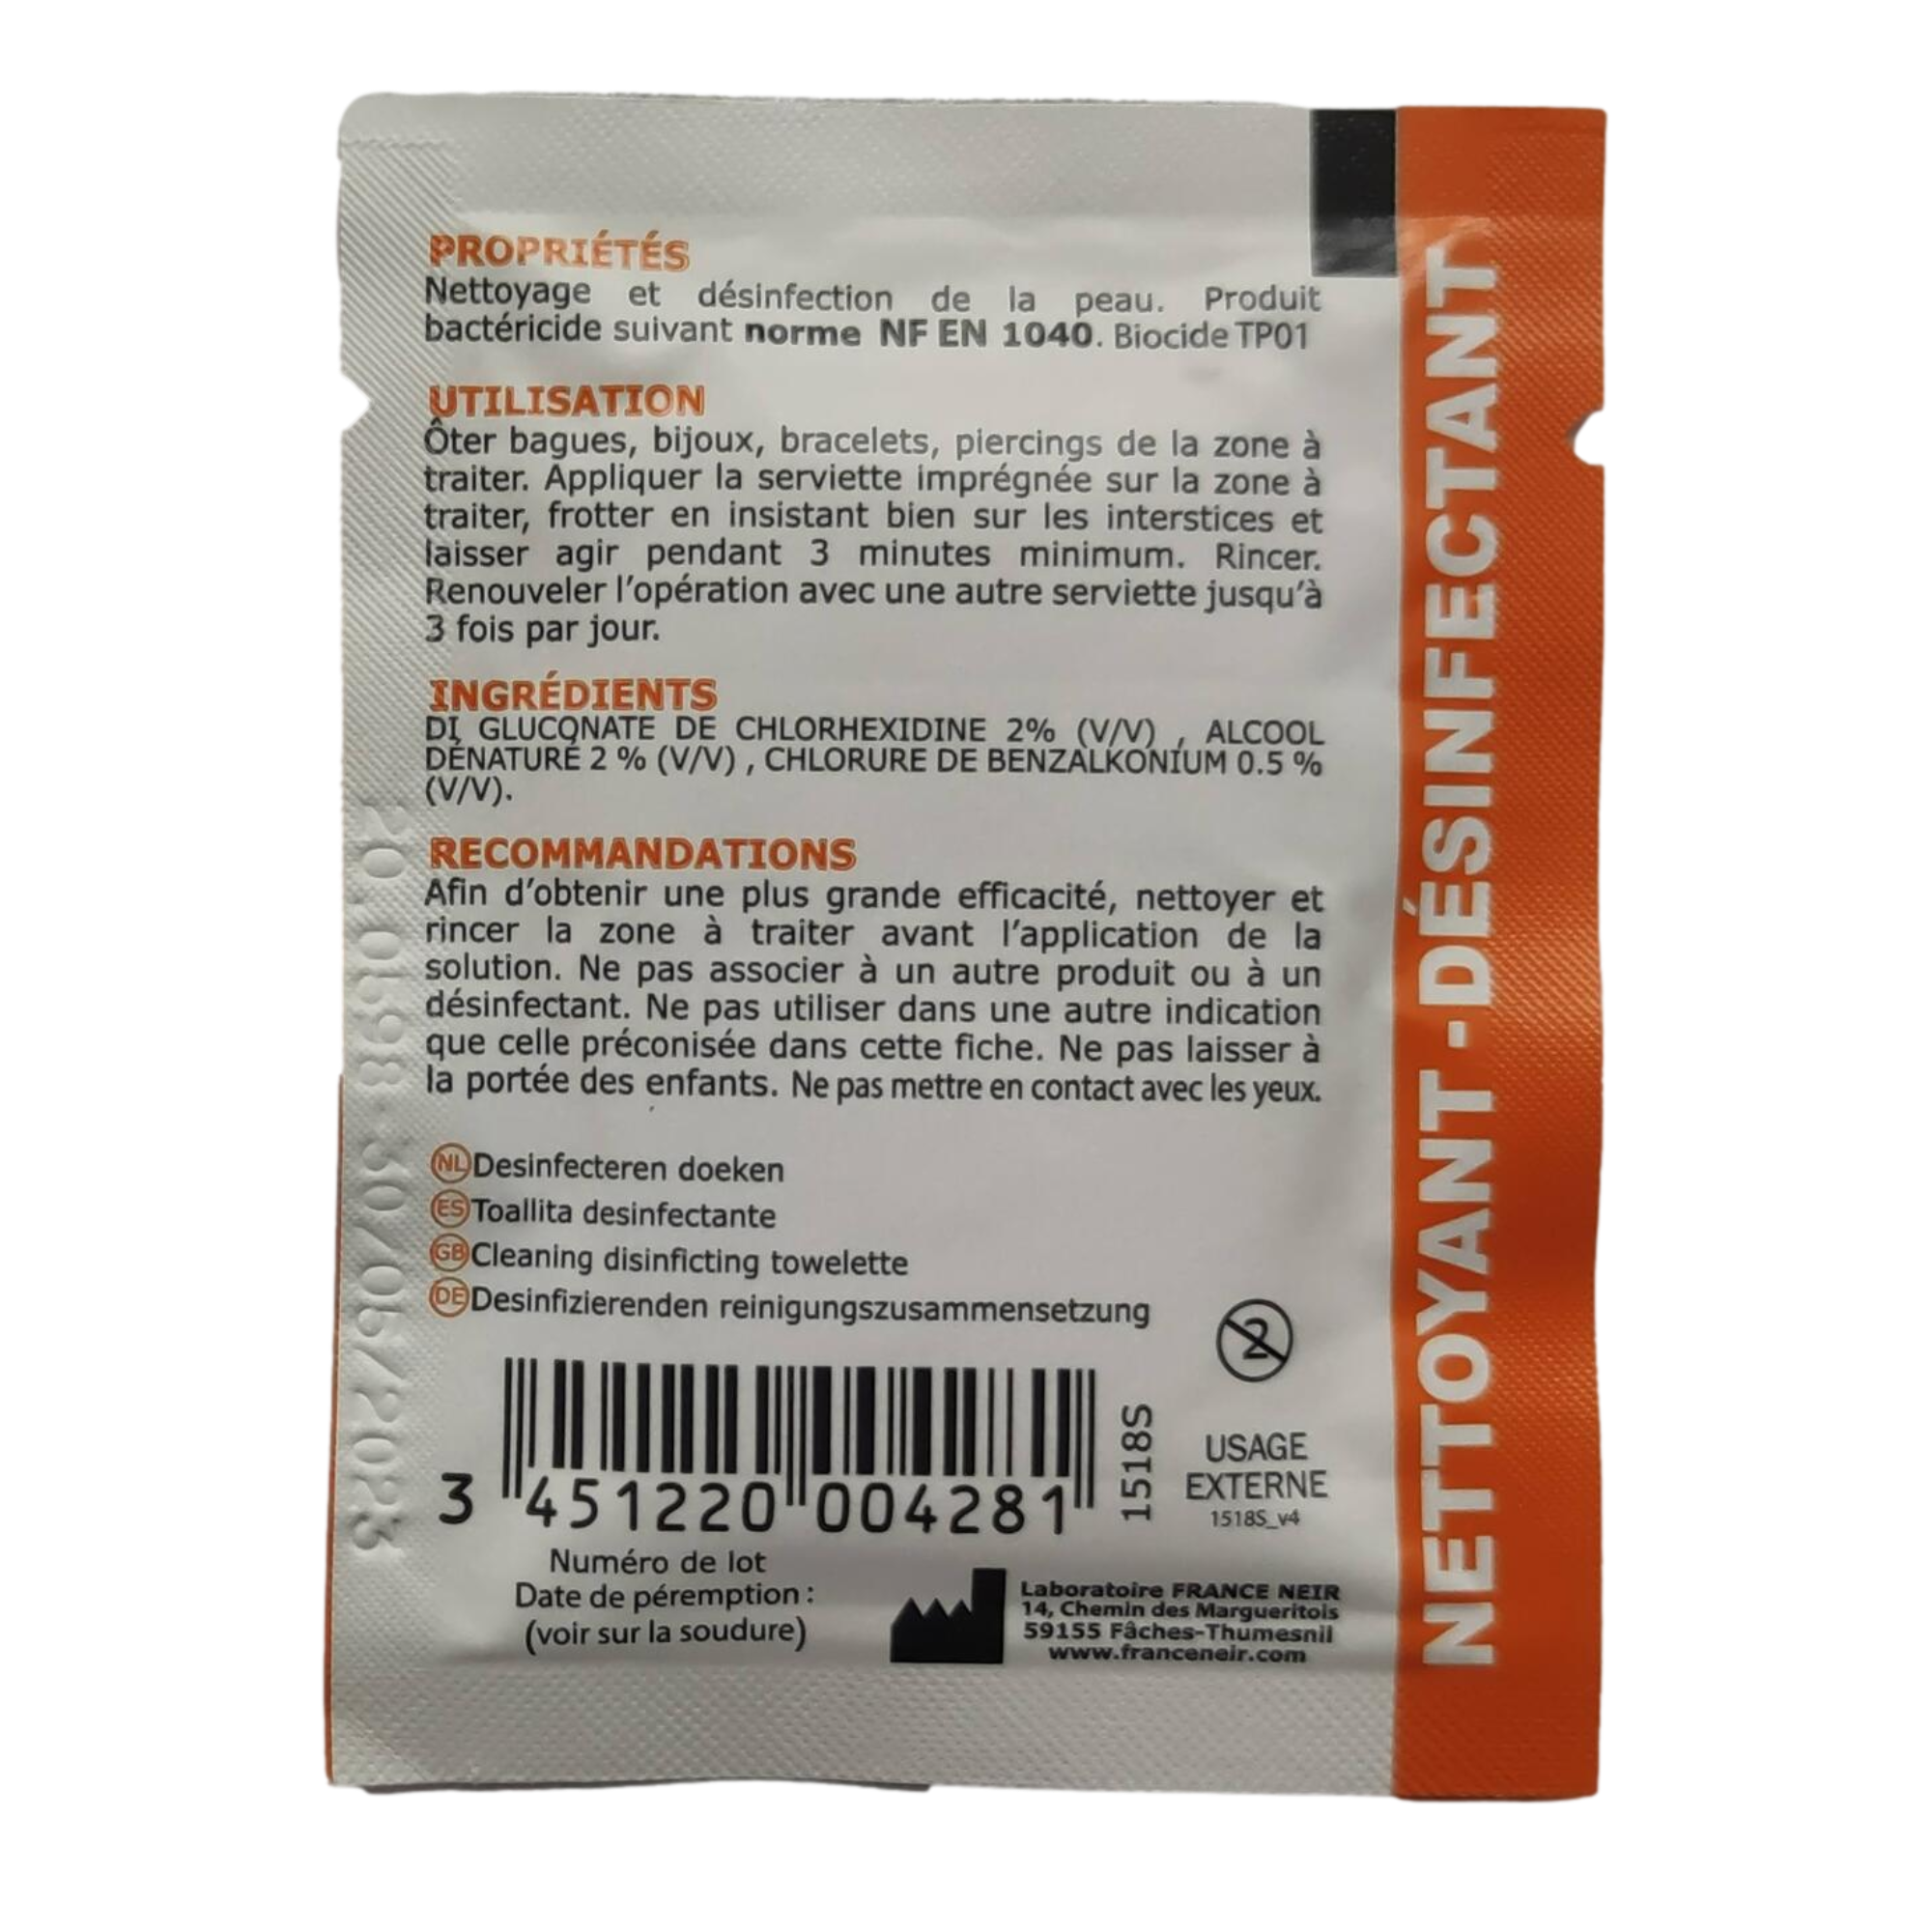 PROPRIÉTÉS
Nettoyage et désinfection de la peau. Produit
bactéricide suivant norme NF EN 1040. Biocide TP01
UTILISATION
Ôter bagues, bijoux, bracelets, piercings de la zone à
traiter. Appliquer la serviette imprégnée sur la zone à
traiter, frotter en insistant bien sur les interstices et
laisser agir pendant 3 minutes minimum. Rincer.
Renouveler l'opération avec une autre serviette jusqu'à
3 fois par jour.
INGRÉDIENTS
DI GLUCONATE DE CHLORHEXIDINE 2% (V/V) , ALCOOL
DÉNATURÉ 2 % (V/V) , CHLORURE DE BENZALKONIUM 0.5 %
(V/V).
RECOMMANDATIONS
Afin d'obtenir une plus grande efficacité, nettoyer et
rincer la zone à traiter avant l'application de la
solution. Ne pas associer à un autre produit ou à un
désinfectant. Ne pas utiliser dans une autre indication
que celle préconisée dans cette fiche. Ne pas laisser à
la portée des enfants. Ne pas mettre en contact avec les yeux.
NL Desinfecteren doeken
ES Toallita desinfectante
GB Cleaning disinficting towelette
DE Desinfizierenden reinigungszusammensetzung
2
3 451220 004281
1518S
USAGE
EXTERNE
1518S_v4
Numéro de lot
Date de péremption :
(voir sur la soudure)
Laboratoire FRANCE NEIR
14, Chemin des Margueritois
59155 Fâches-Thumesnil
www.franceneir.com
NETTOYANT - DÉSINFECTANT